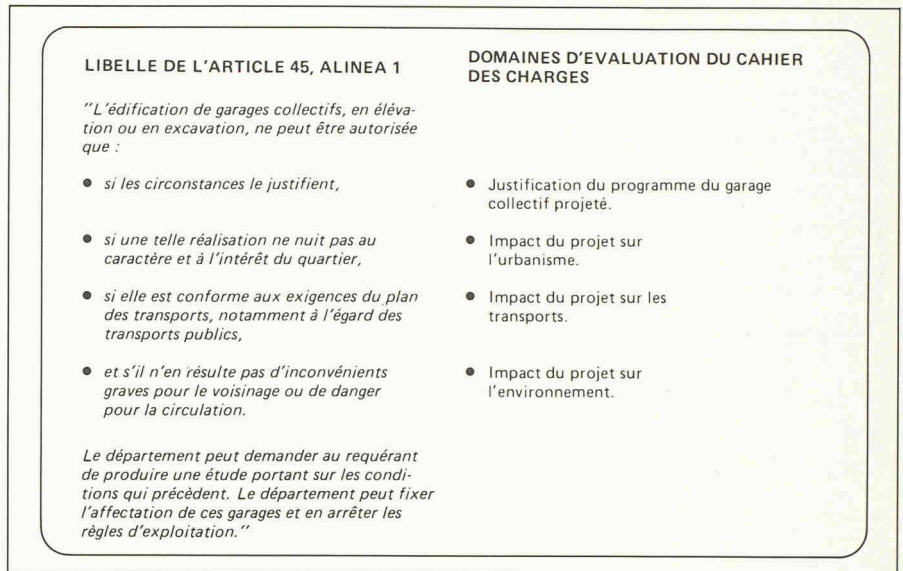 LIBELLE DE L'ARTICLE 45, ALINEA 1
"L'édification de garages collectifs, en éléva-
tion ou en excavation, ne peut être autorisée
que :
● si les circonstances le justifient,
● si une telle réalisation ne nuit pas au
caractère et à l'intérêt du quartier,
● si elle est conforme aux exigences du plan
des transports, notamment à l'égard des
transports publics,
● et s'il n'en résulte pas d'inconvénients
graves pour le voisinage ou de danger
pour la circulation.
Le département peut demander au requérant
de produire une étude portant sur les condi-
tions qui précèdent. Le département peut fixer
l'affectation de ces garages et en arrêter les
règles d'exploitation."
DOMAINES D'EVALUATION DU CAHIER
DES CHARGES
● Justification du programme du garage
collectif projeté.
● Impact du projet sur
l'urbanisme.
● Impact du projet sur les
transports.
● Impact du projet sur
l'environnement.